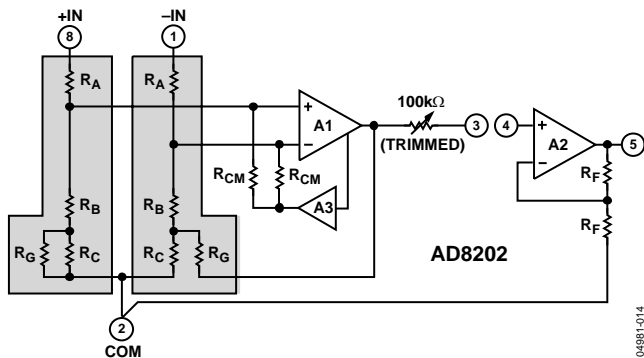 +IN
–IN
8
1
RA
RA
100kΩ
+
A1
–
3
4
+
A2
–
5
(TRIMMED)
RCM
RCM
A3
RF
RB
RB
RG
RC
RC
RG
RF
AD8202
2
COM
04981-014